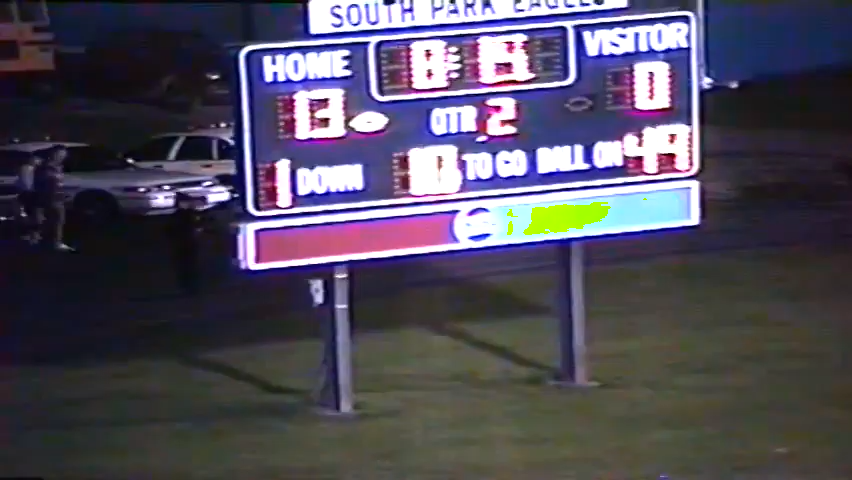 SOUTH PARK EAGLES
HOME 8:15 VISITOR
13 QTR 2 0
1 DOWN 10 TO GO BALL ON 49